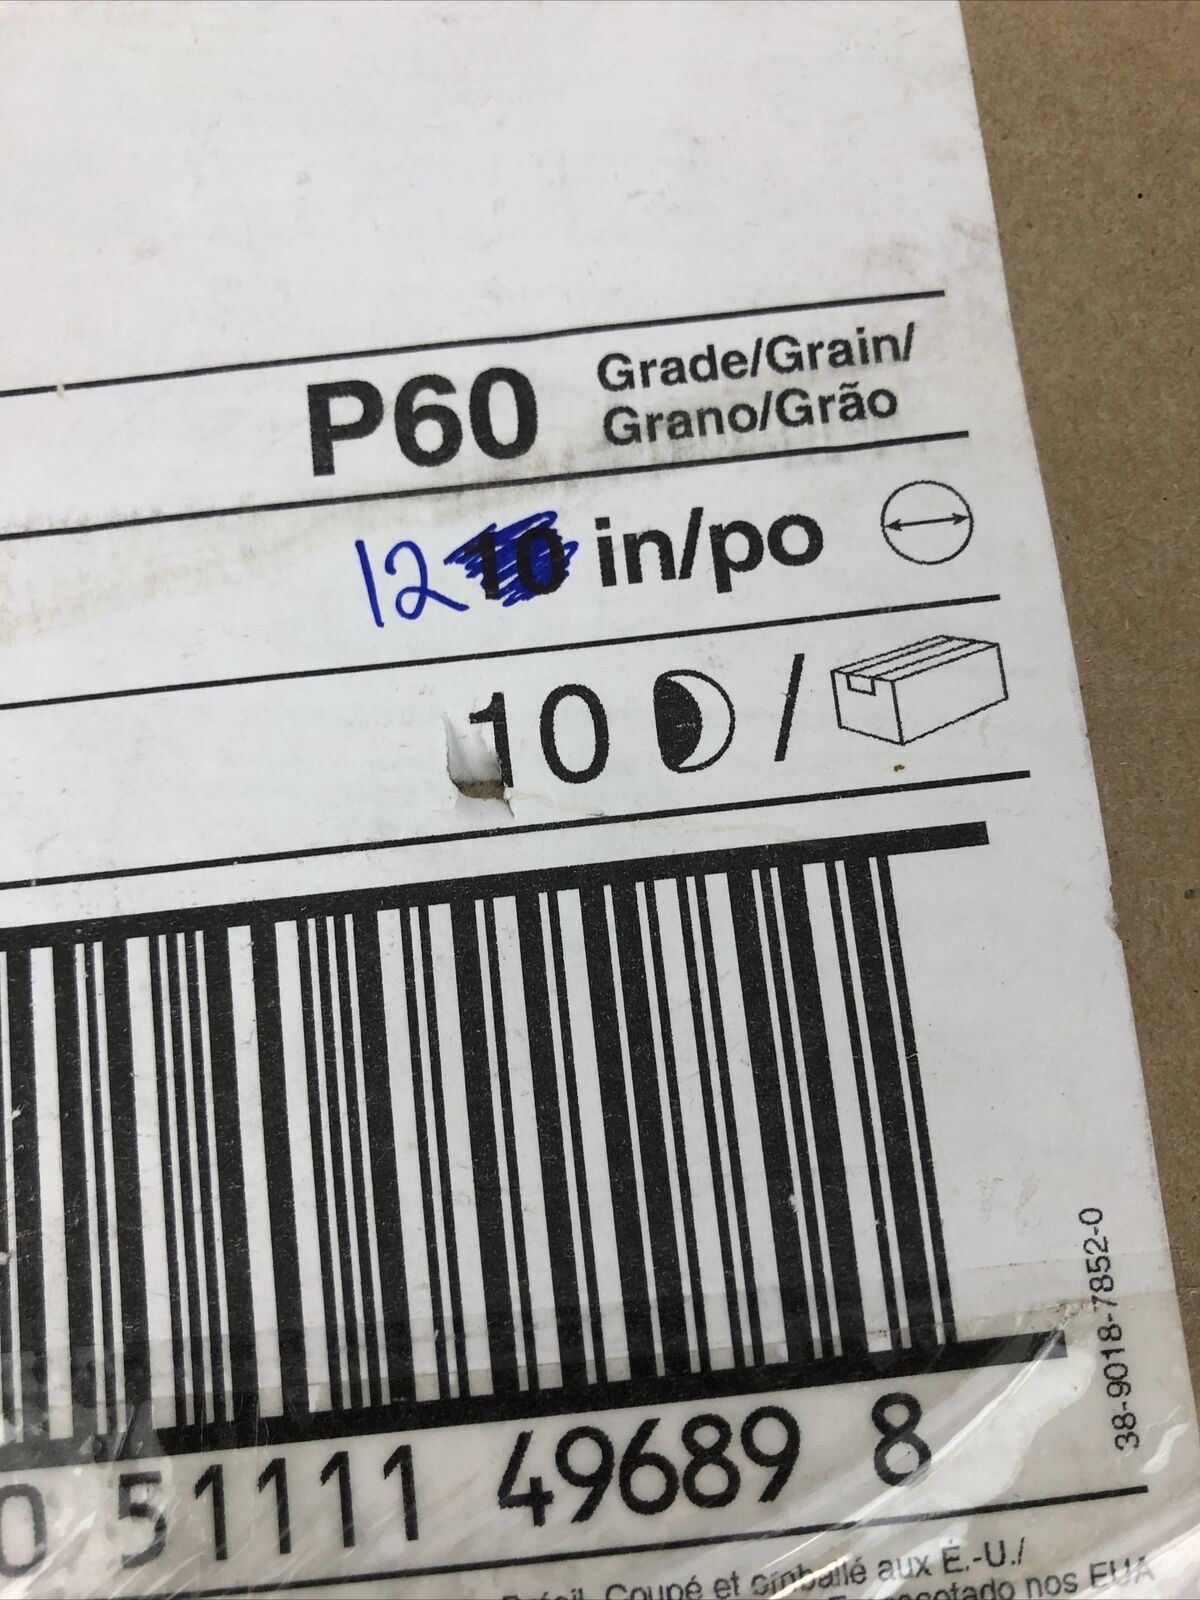 P60 Grade/Grain/
Grano/Grão
12 10 in/po
10 /
0 51111 49689 8
38-9018-7852-0
Coupé et emballé aux É.-U./
nos EUA